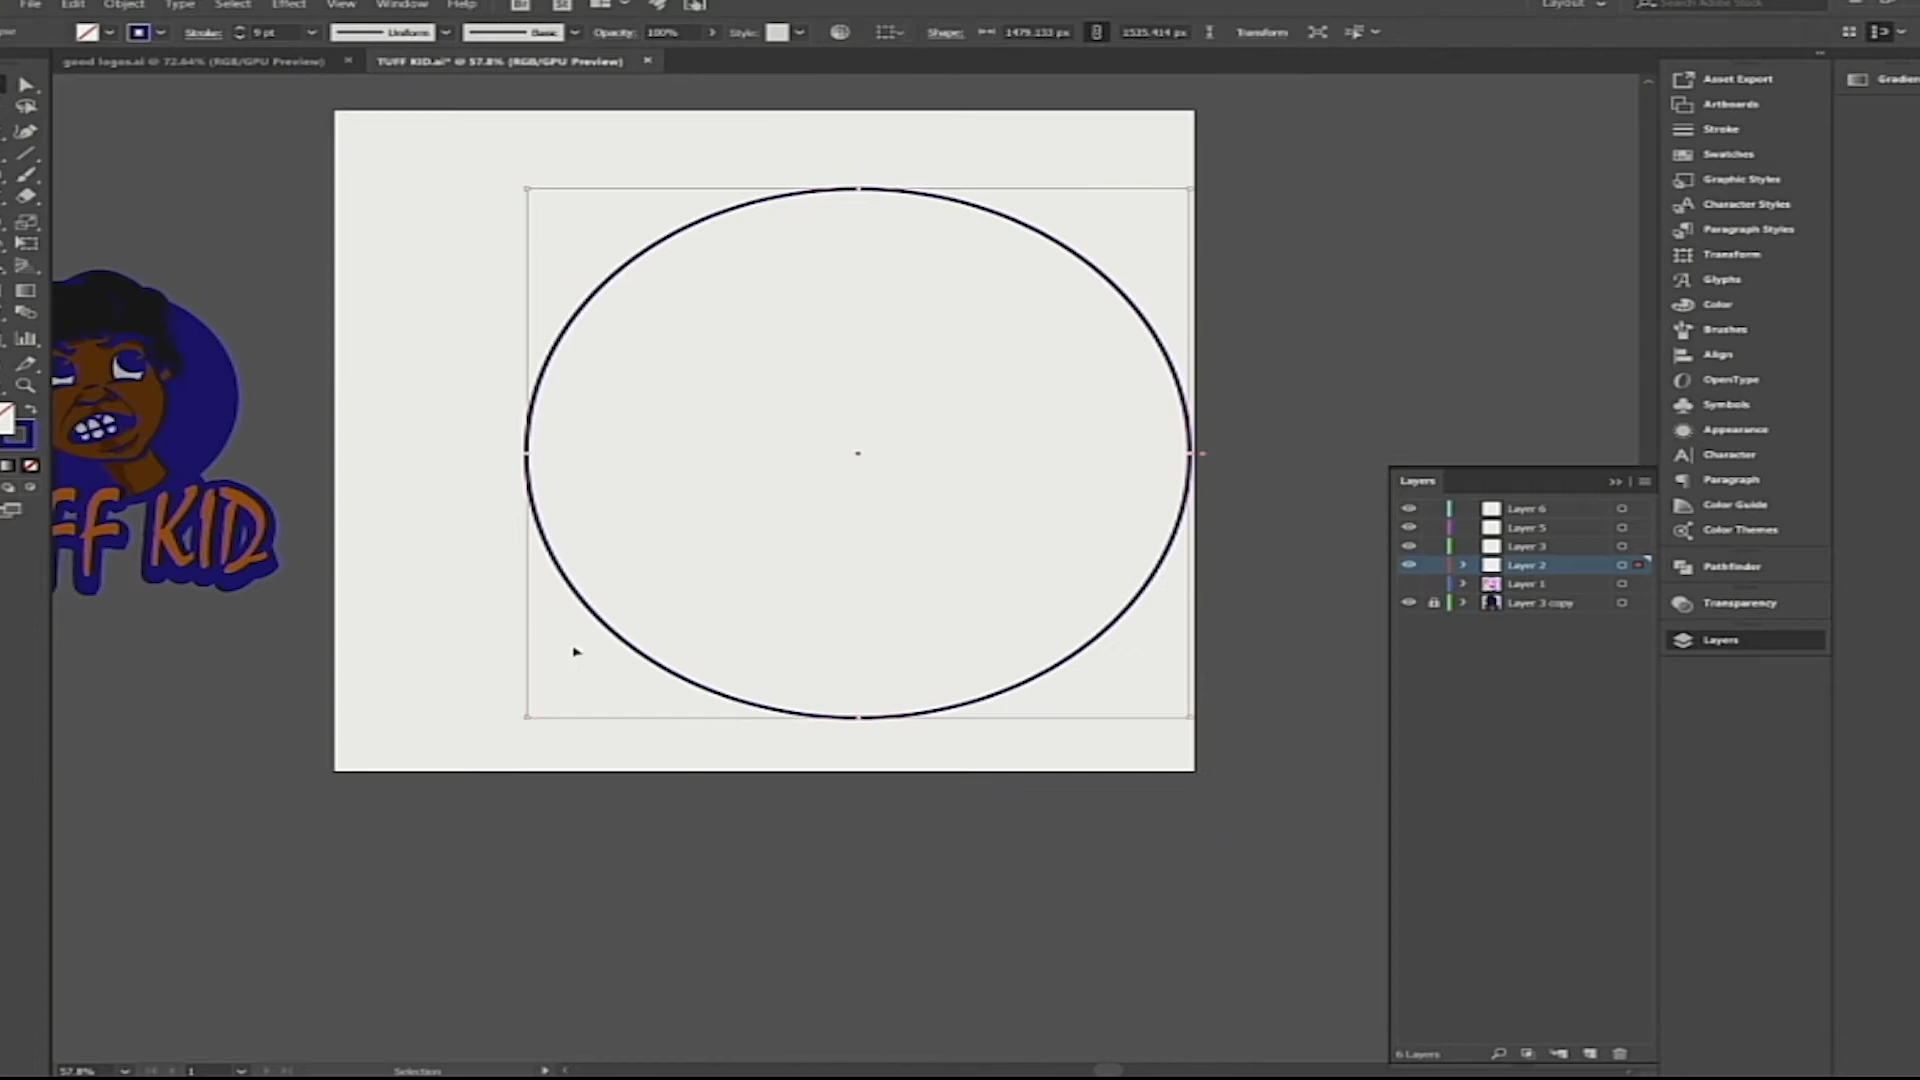 File Edit Object Type Select Effect View Window Help Layout Search Adobe Stock
Stroke: 9 pt Uniform Basic Opacity: 100% Style: Shape: 1479.133 px 1535.414 px Transform
good logos.ai @ 72.64% (RGB/GPU Preview) TUFF KID.ai* @ 57.8% (RGB/GPU Preview)
Asset Export
Artboards
Stroke
Swatches
Graphic Styles
Character Styles
Paragraph Styles
Transform
Glyphs
Color
Brushes
Align
OpenType
Symbols
Appearance
Character
Paragraph
Color Guide
Color Themes
Pathfinder
Transparency
Layers
FF KID
Layers
Layer 6
Layer 5
Layer 3
Layer 2
Layer 1
Layer 3 copy
6 Layers
57.8% 1 Selection